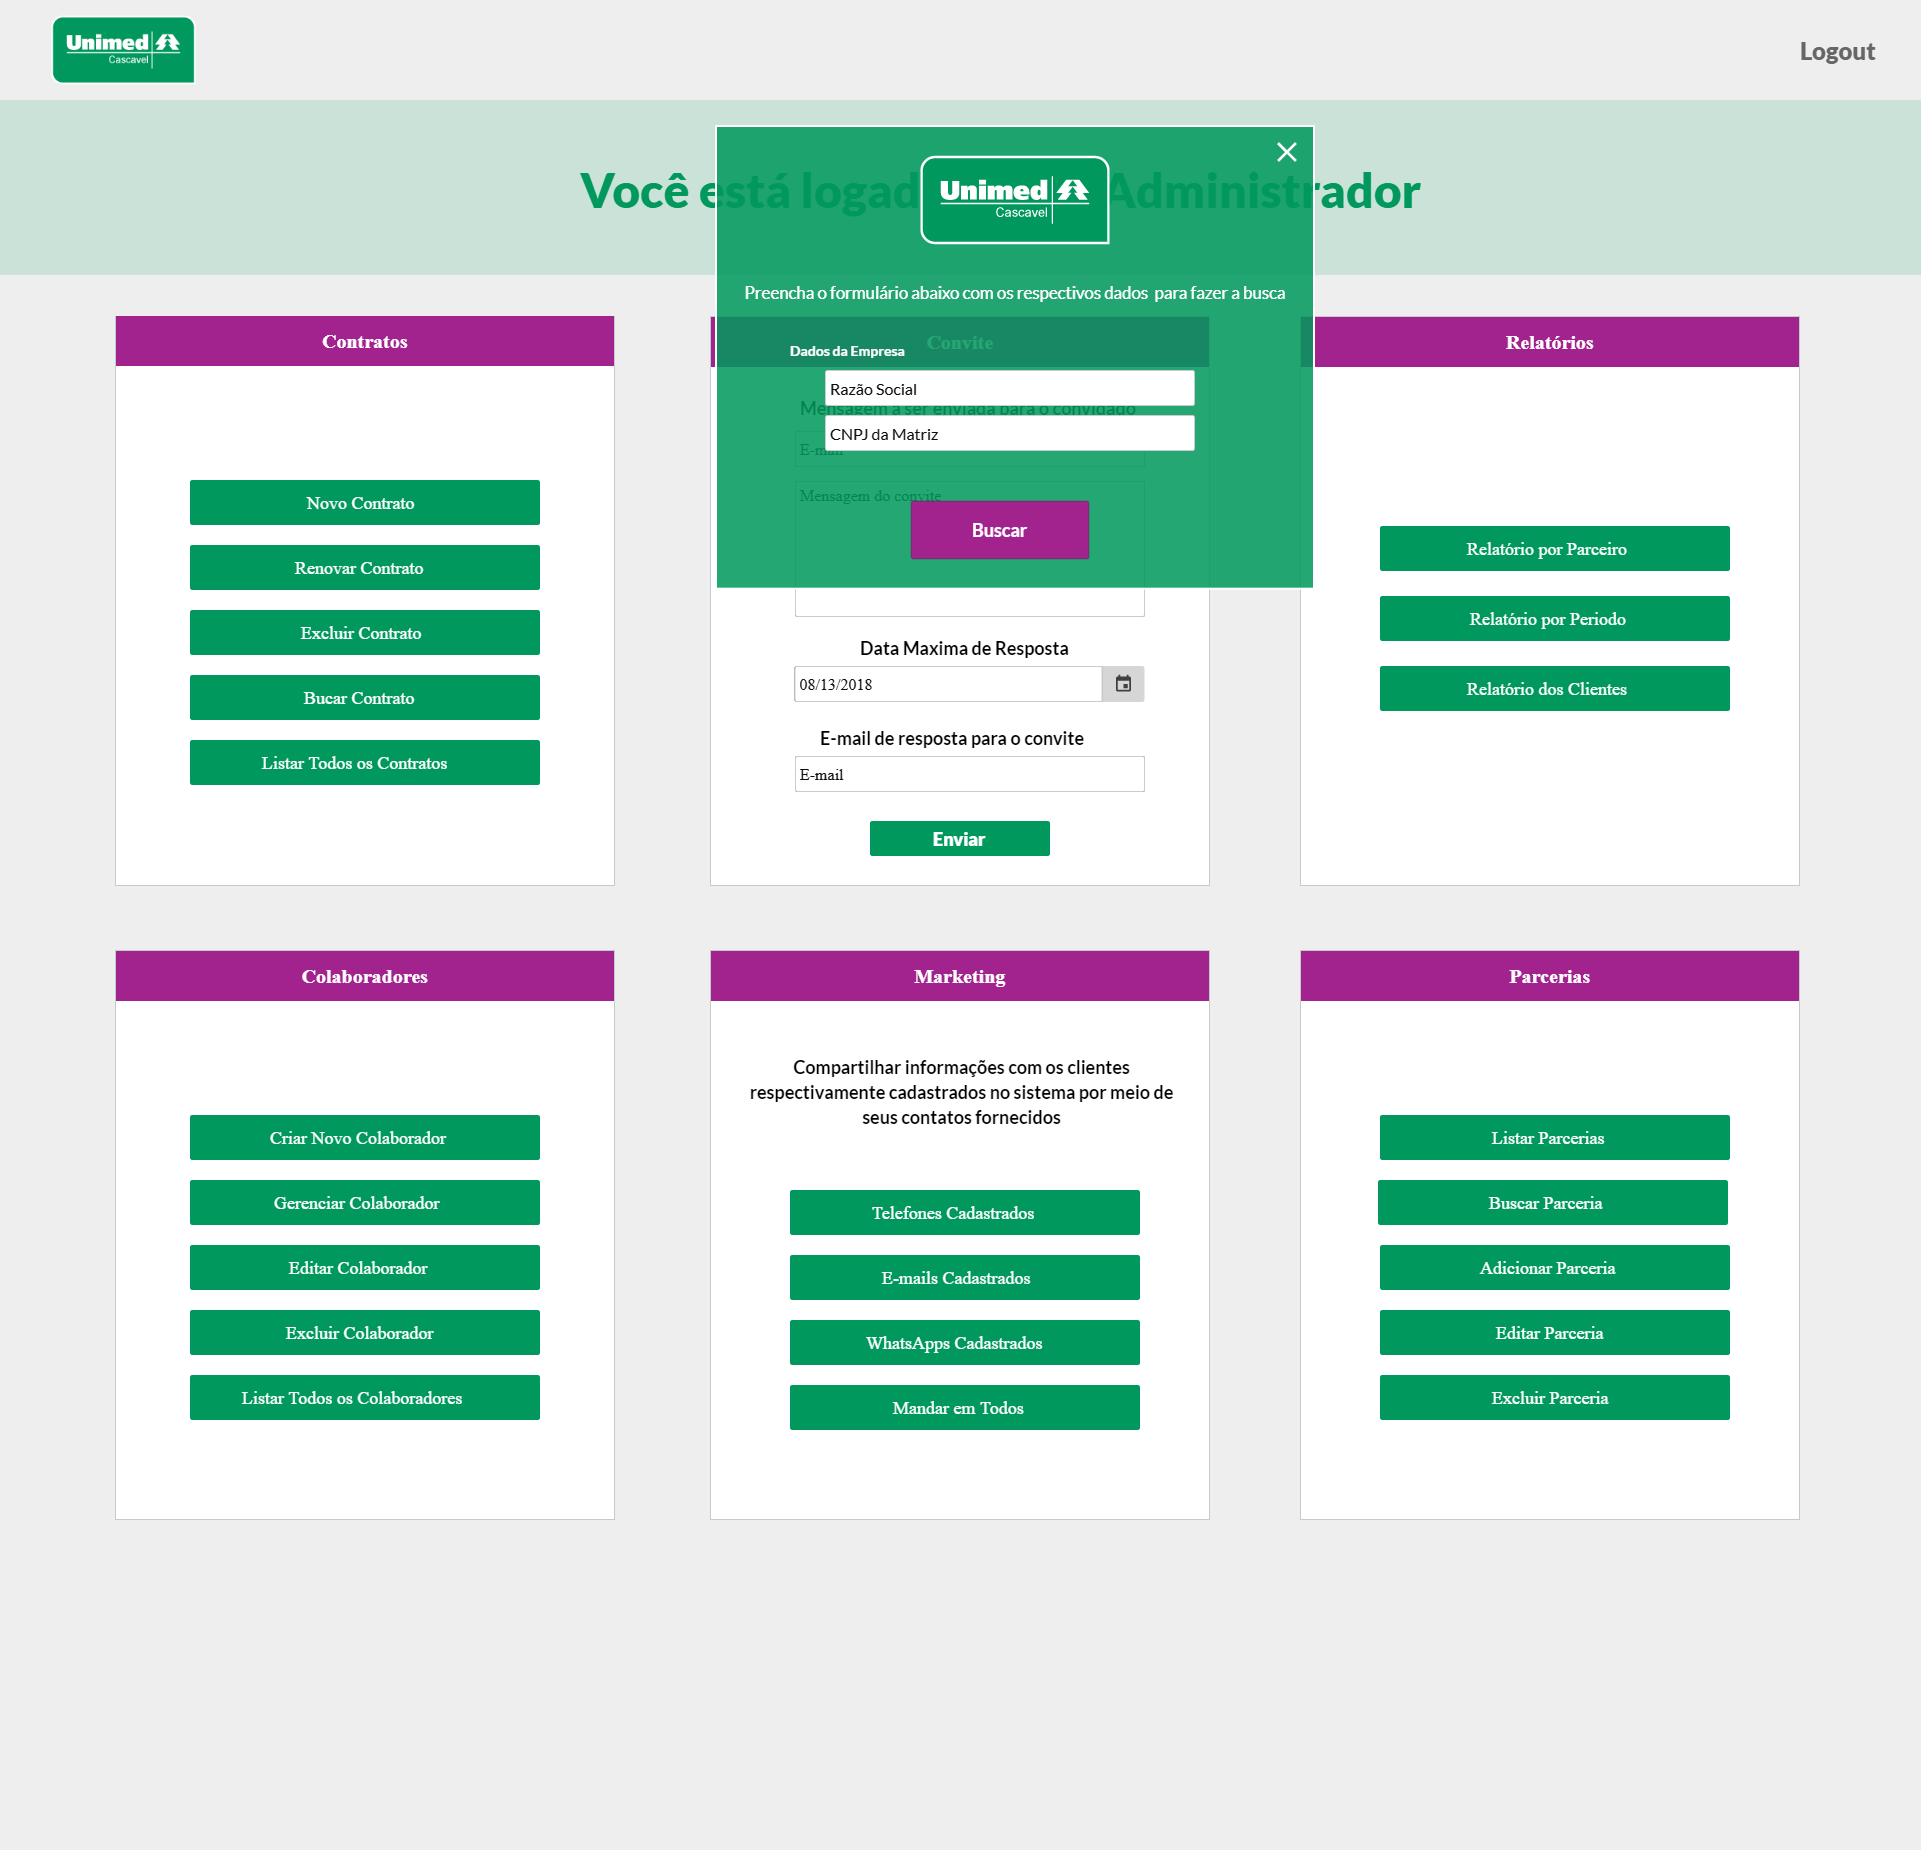 Unimed
Cascavel
Logout
Você está logad Administrador
Unimed
Cascavel
Preencha o formulário abaixo com os respectivos dados para fazer a busca
Dados da Empresa
Razão Social
CNPJ da Matriz
Buscar
Contratos
Novo Contrato
Renovar Contrato
Excluir Contrato
Bucar Contrato
Listar Todos os Contratos
Convite
Mensagem a ser enviada para o convidado
E-mail
Mensagem do convite
Data Maxima de Resposta
08/13/2018
E-mail de resposta para o convite
E-mail
Enviar
Relatórios
Relatório por Parceiro
Relatório por Periodo
Relatório dos Clientes
Colaboradores
Criar Novo Colaborador
Gerenciar Colaborador
Editar Colaborador
Excluir Colaborador
Listar Todos os Colaboradores
Marketing
Compartilhar informações com os clientes
respectivamente cadastrados no sistema por meio de
seus contatos fornecidos
Telefones Cadastrados
E-mails Cadastrados
WhatsApps Cadastrados
Mandar em Todos
Parcerias
Listar Parcerias
Buscar Parceria
Adicionar Parceria
Editar Parceria
Excluir Parceria